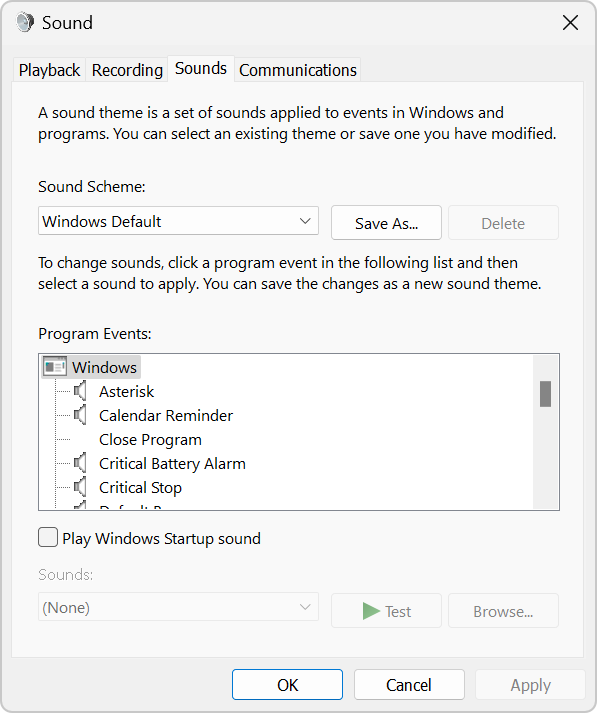 Sound
Playback Recording Sounds Communications
A sound theme is a set of sounds applied to events in Windows and
programs. You can select an existing theme or save one you have modified.
Sound Scheme:
Windows Default
Save As...
Delete
To change sounds, click a program event in the following list and then
select a sound to apply. You can save the changes as a new sound theme.
Program Events:
Windows
Asterisk
Calendar Reminder
Close Program
Critical Battery Alarm
Critical Stop
Play Windows Startup sound
Sounds:
(None)
Test
Browse...
OK
Cancel
Apply